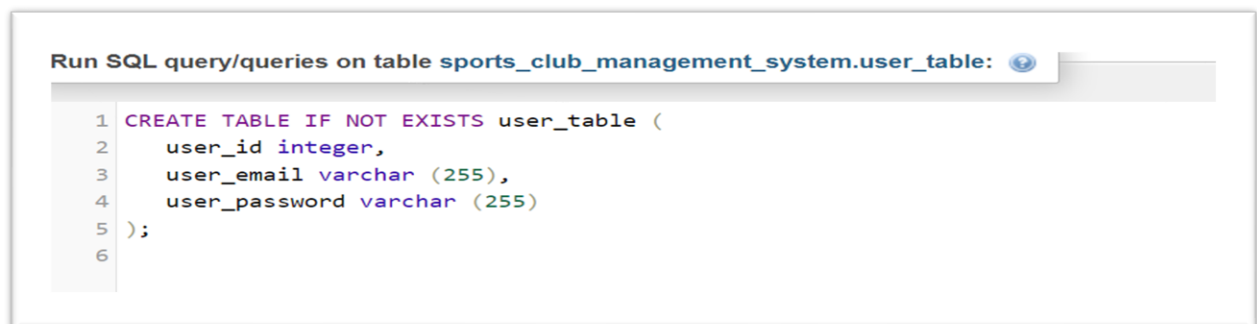 Run SQL query/queries on table sports_club_management_system.user_table:
1 CREATE TABLE IF NOT EXISTS user_table (
2 user_id integer,
3 user_email varchar (255),
4 user_password varchar (255)
5 );
6